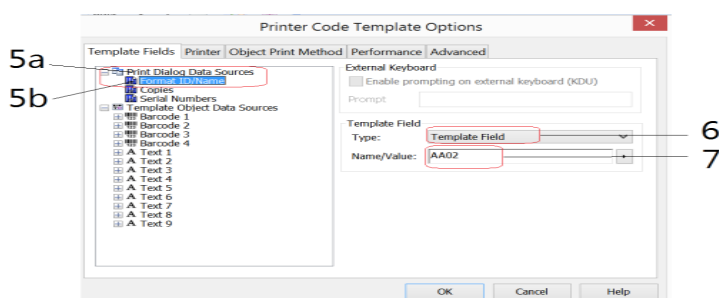 Printer Code Template Options
Template Fields Printer Object Print Method Performance Advanced
5a
Print Dialog Data Sources
5b
Format ID/Name
Copies
Serial Numbers
Template Object Data Sources
Barcode 1
Barcode 2
Barcode 3
Barcode 4
A Text 1
A Text 2
A Text 3
A Text 4
A Text 5
A Text 6
A Text 7
A Text 8
A Text 9
External Keyboard
Enable prompting on external keyboard (KDU)
Prompt
Template Field
Type: Template Field
6
Name/Value: AA02
7
OK Cancel Help